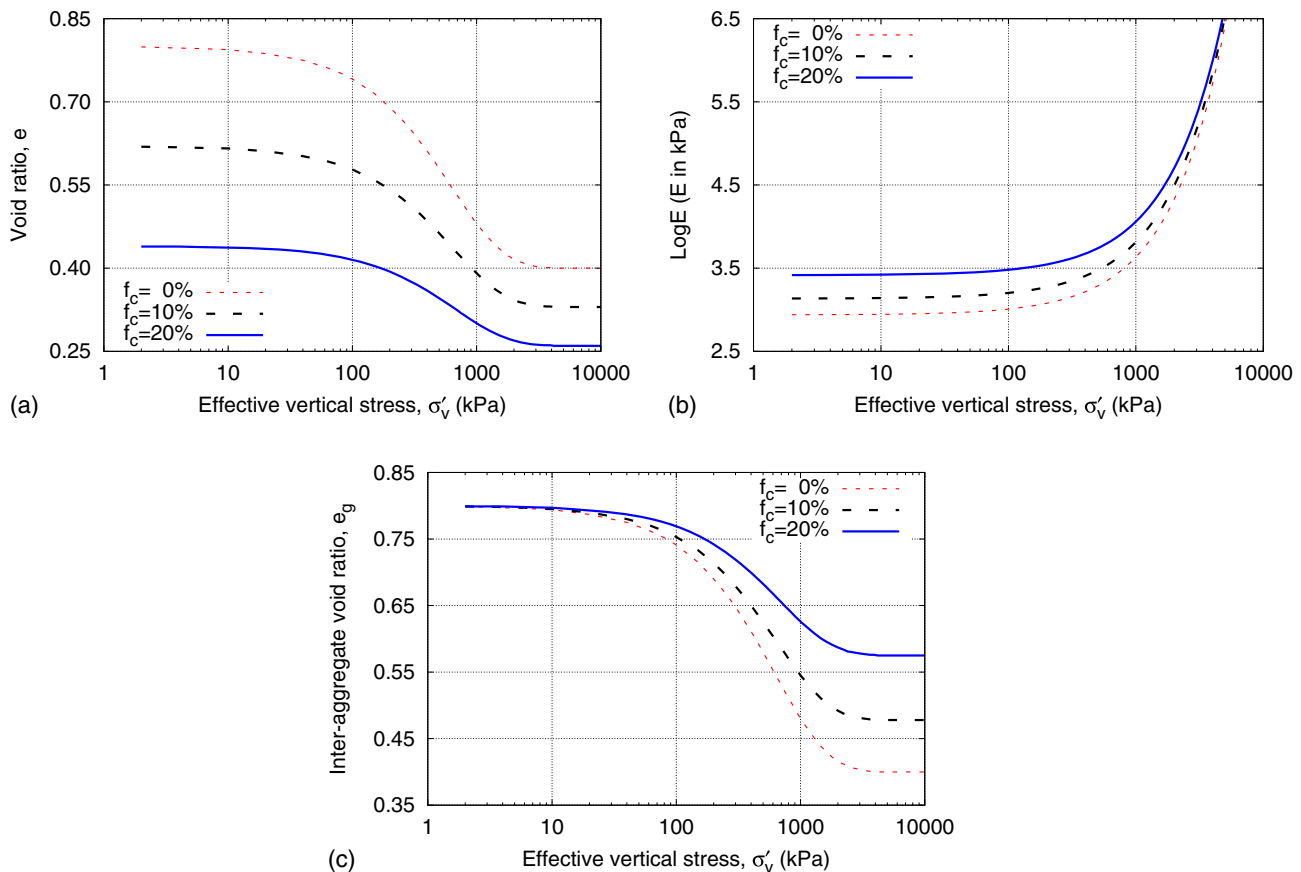 0.85
0.70
0.55
0.40
0.25
Void ratio, e
f_c= 0%
f_c=10%
f_c=20%
1 10 100 1000 10000
(a) Effective vertical stress, σ′_v (kPa)
6.5
5.5
4.5
3.5
2.5
LogE (E in kPa)
f_c= 0%
f_c=10%
f_c=20%
1 10 100 1000 10000
(b) Effective vertical stress, σ′_v (kPa)
0.85
0.75
0.65
0.55
0.45
0.35
Inter-aggregate void ratio, e_g
f_c= 0%
f_c=10%
f_c=20%
1 10 100 1000 10000
(c) Effective vertical stress, σ′_v (kPa)